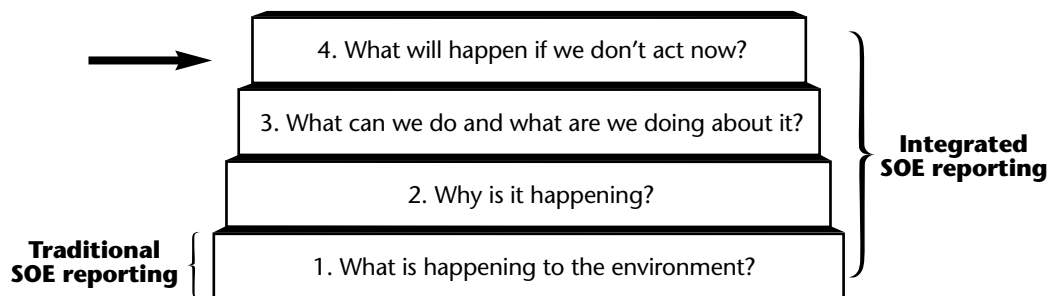 4. What will happen if we don’t act now?
3. What can we do and what are we doing about it?
Integrated
SOE reporting
2. Why is it happening?
Traditional
SOE reporting
1. What is happening to the environment?